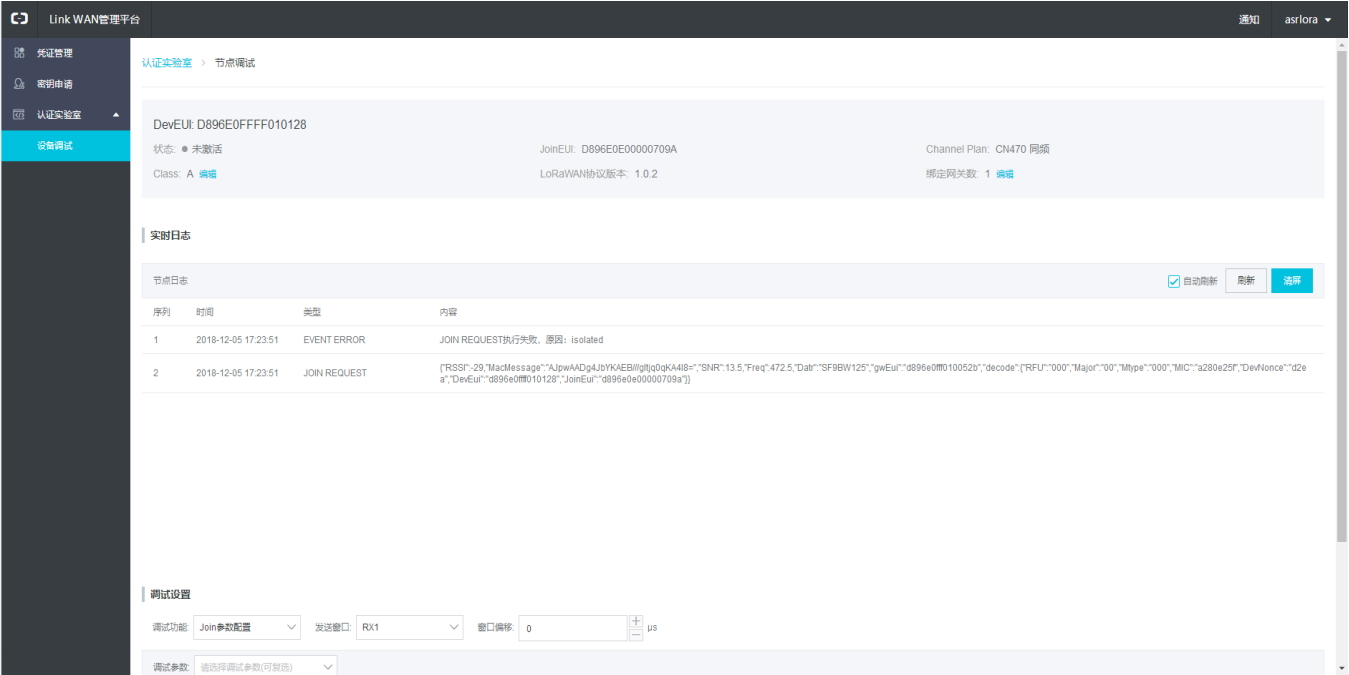 Link WAN管理平台
通知
asrlora
凭证管理
密钥申请
认证实验室
设备调试
认证实验室 > 节点调试
DevEUI: D896E0FFFF010128
状态: 未激活
JoinEUI: D896E0E00000709A
Channel Plan: CN470 同频
Class: A 编辑
LoRaWAN协议版本: 1.0.2
绑定网关数: 1 编辑
实时日志
节点日志
自动刷新
刷新
清屏
序列 时间 类型 内容
1 2018-12-05 17:23:51 EVENT ERROR JOIN REQUEST执行失败，原因：isolated
2 2018-12-05 17:23:51 JOIN REQUEST {"RSSI":-29,"MacMessage":"AJpwAADg4JbYKAEB///gltjq0qKA4l8=","SNR":13.5,"Freq":472.5,"Datr":"SF9BW125","gwEui":"d896e0fff010052b","decode":{"RFU":"000","Major":"00","Mtype":"000","MIC":"a280e25f","DevNonce":"d2e
a","DevEui":"d896e0ffff010128","JoinEui":"d896e0e00000709a"}}
调试设置
调试功能: Join参数配置 发送窗口: RX1 窗口偏移: 0 μs
调试参数: 请选择调试参数(可复选)